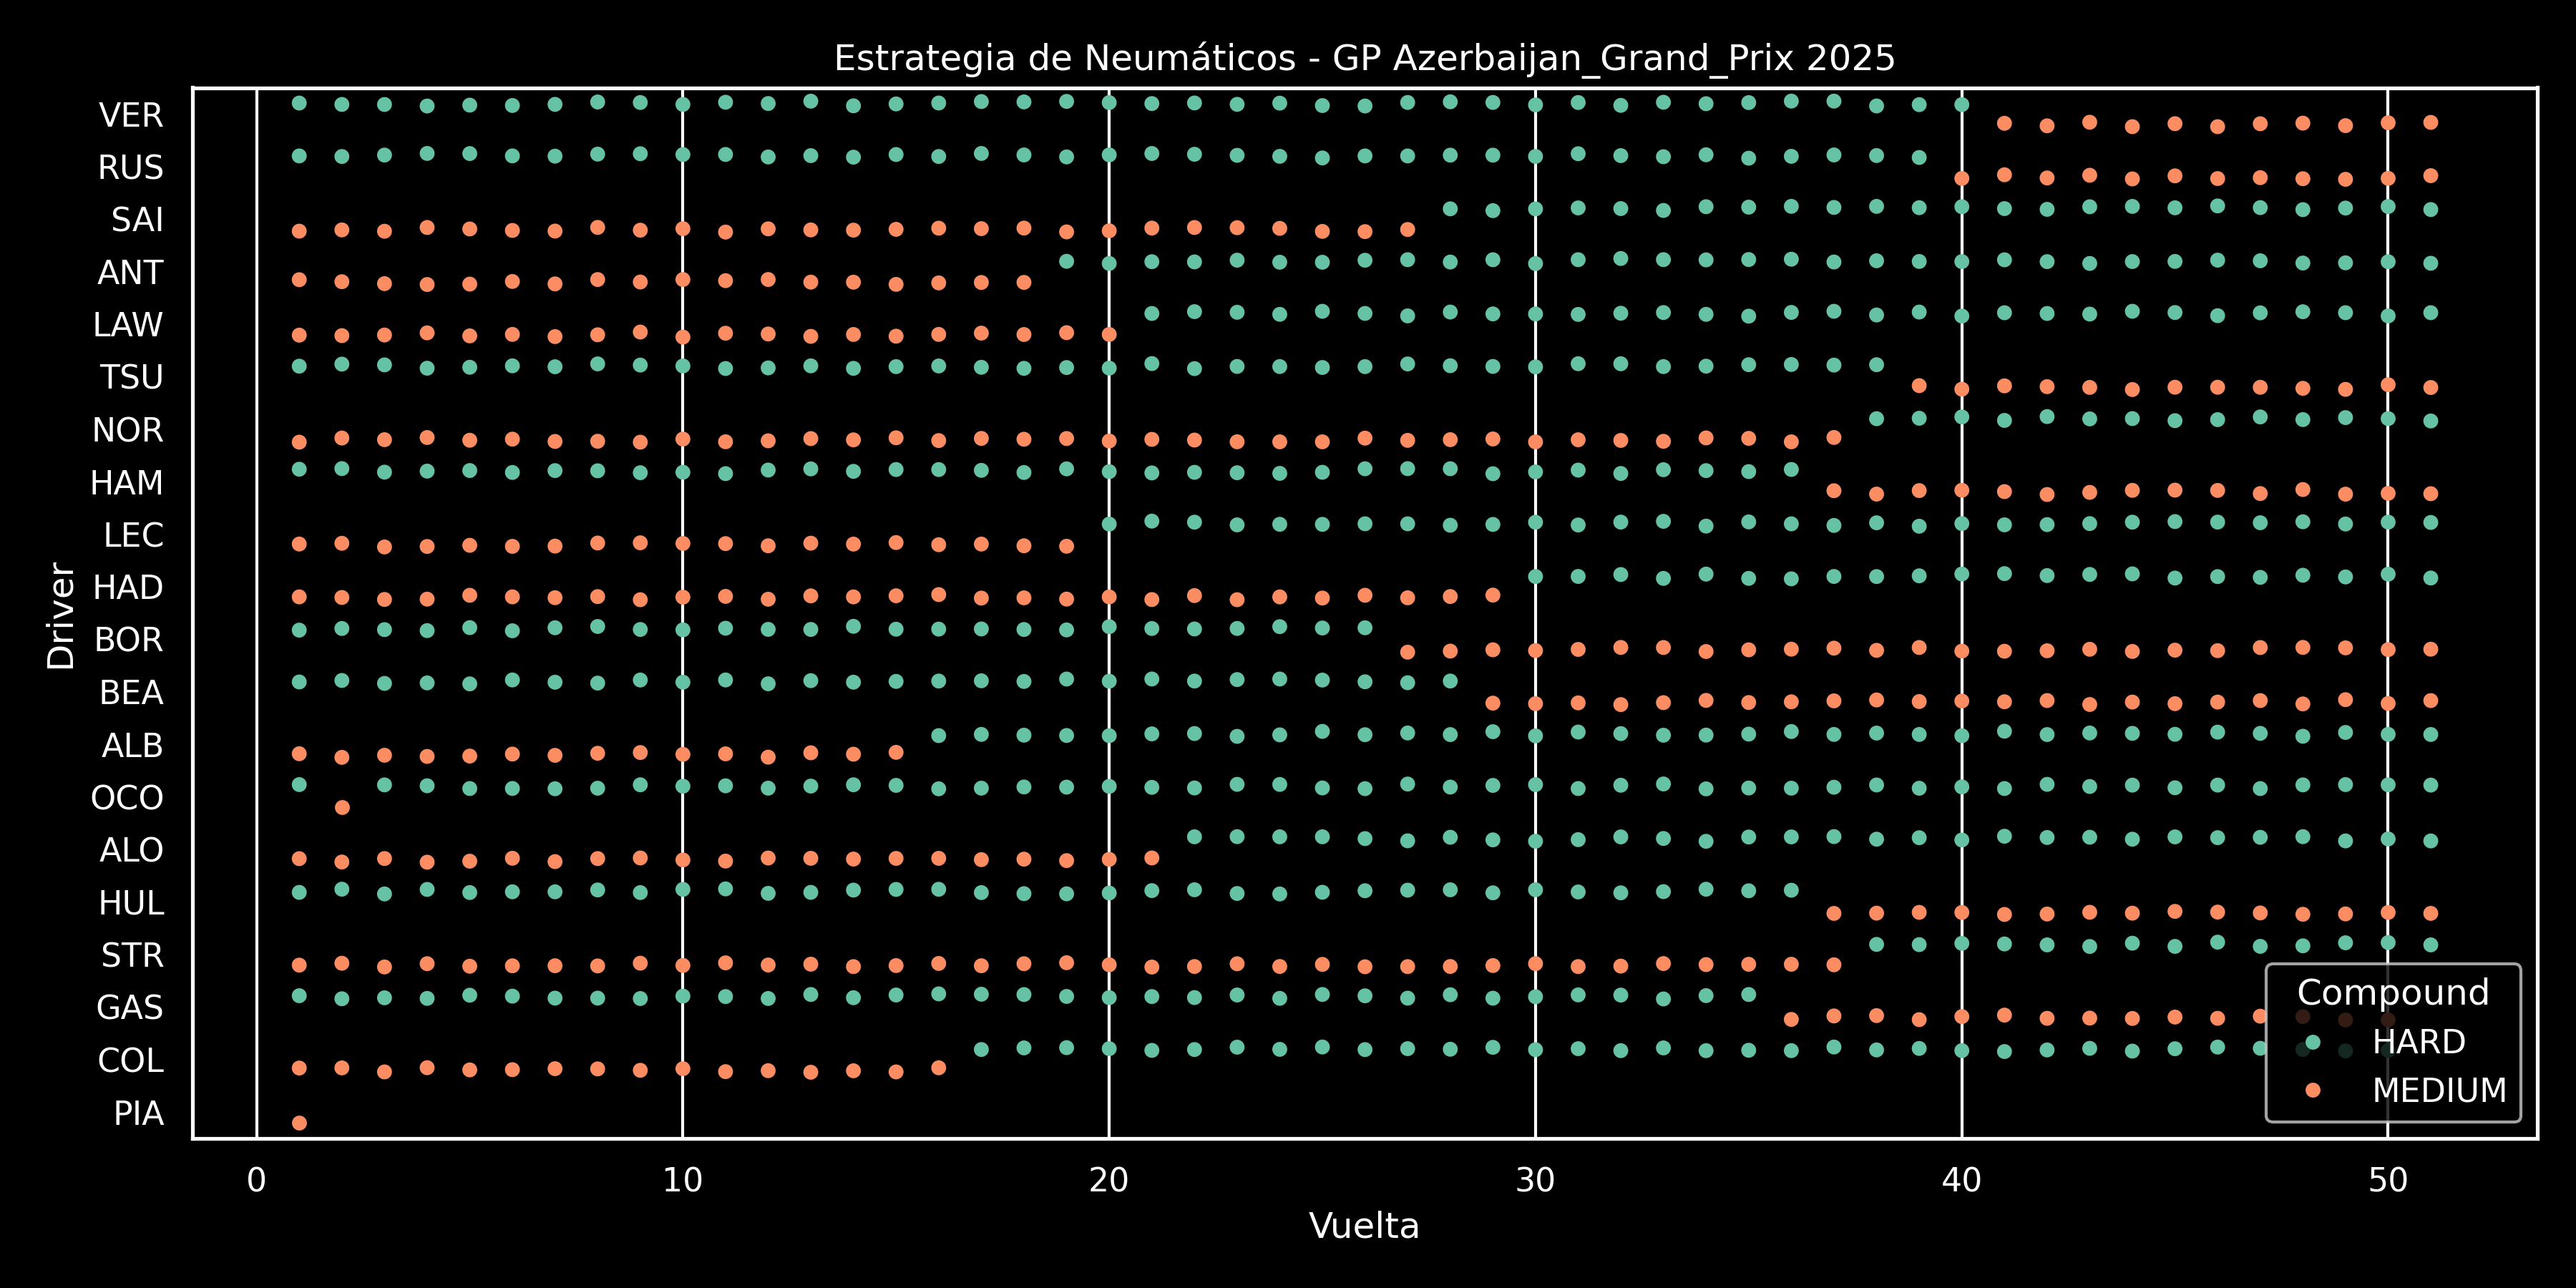 Estrategia de Neumáticos - GP Azerbaijan_Grand_Prix 2025
Driver
VER
RUS
SAI
ANT
LAW
TSU
NOR
HAM
LEC
HAD
BOR
BEA
ALB
OCO
ALO
HUL
STR
GAS
COL
PIA
Compound
HARD
MEDIUM
0 10 20 30 40 50
Vuelta